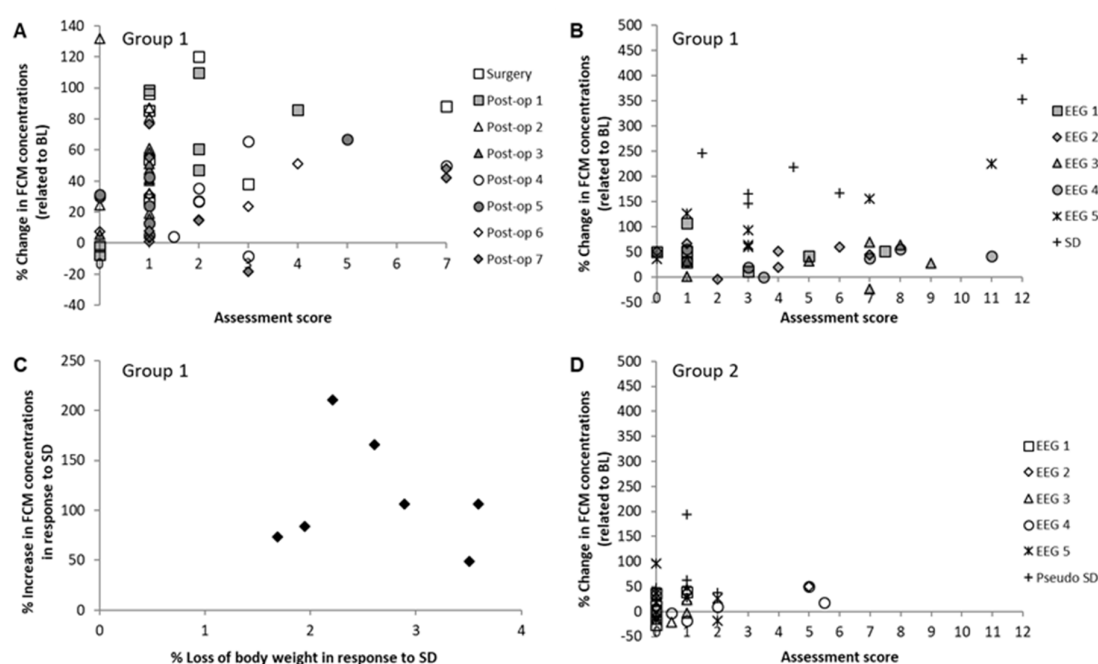 A
Group 1
% Change in FCM concentrations
(related to BL)
140
120
100
80
60
40
20
0
-20
-40
0 1 2 3 4 5 6 7
Assessment score
Surgery
Post-op 1
Post-op 2
Post-op 3
Post-op 4
Post-op 5
Post-op 6
Post-op 7
B
Group 1
% Change in FCM concentrations
(related to BL)
500
450
400
350
300
250
200
150
100
50
0
-50
0 1 2 3 4 5 6 7 8 9 10 11 12
Assessment score
EEG 1
EEG 2
EEG 3
EEG 4
EEG 5
SD
C
Group 1
% Increase in FCM concentrations
in response to SD
250
200
150
100
50
0
0 1 2 3 4
% Loss of body weight in response to SD
D
Group 2
% Change in FCM concentrations
(related to BL)
500
450
400
350
300
250
200
150
100
50
0
-50
0 1 2 3 4 5 6 7 8 9 10 11 12
Assessment score
EEG 1
EEG 2
EEG 3
EEG 4
EEG 5
Pseudo SD